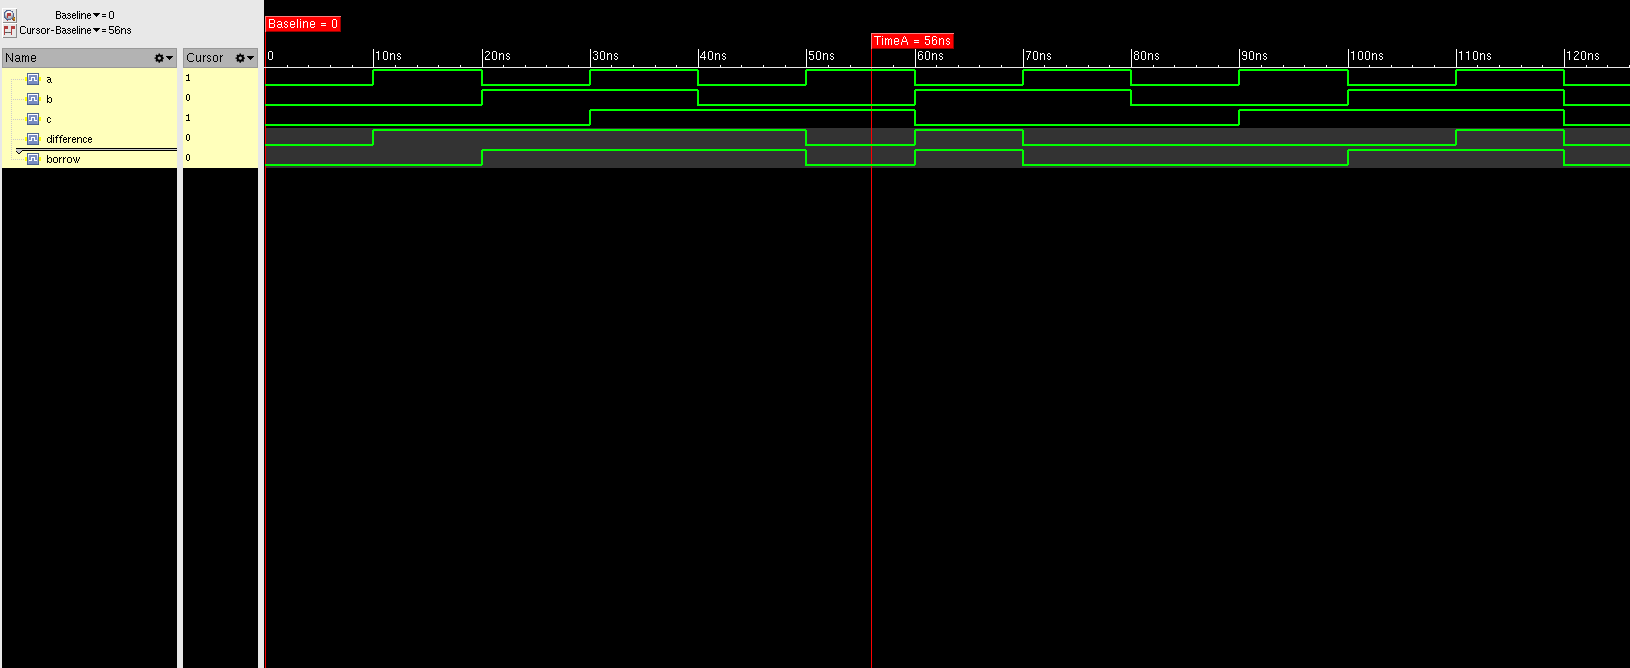 Baseline▼= 0
Cursor-Baseline▼= 56ns
Baseline = 0
TimeA = 56ns
Name Cursor 0 10ns 20ns 30ns 40ns 50ns 60ns 70ns 80ns 90ns 100ns 110ns 120ns
a 1
b 0
c 1
difference 0
borrow 0